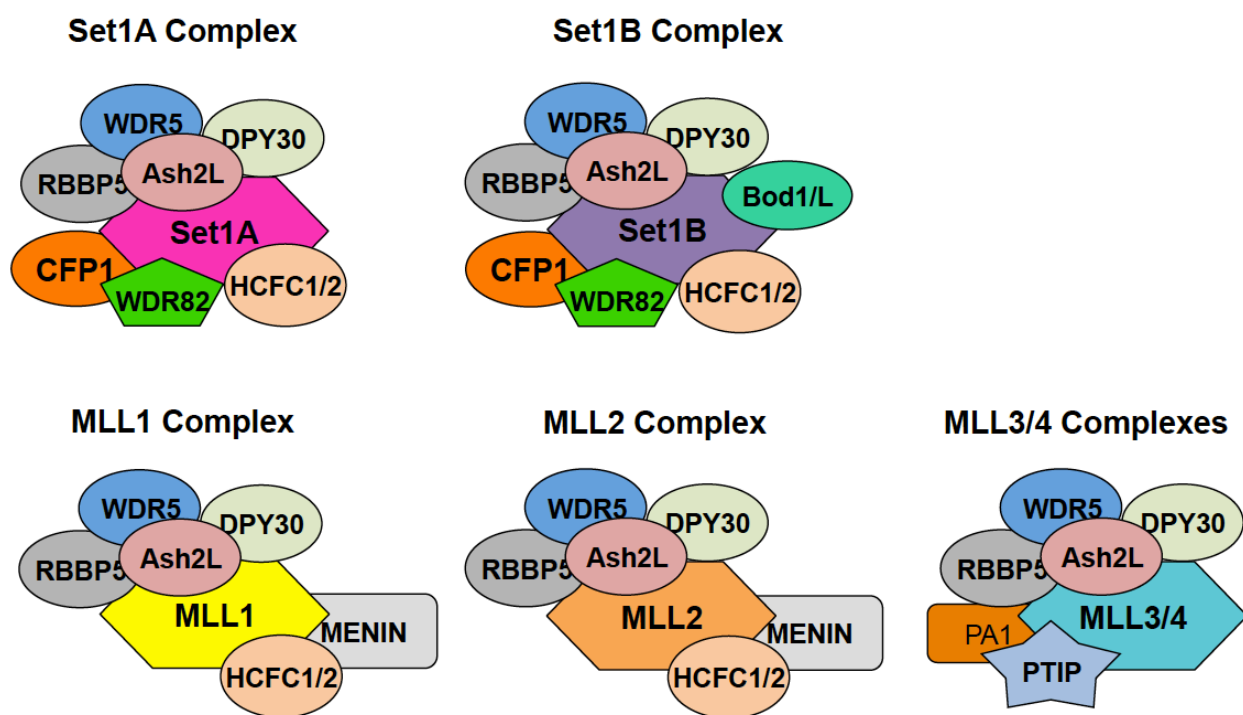 Set1A Complex
WDR5
DPY30
Ash2L
RBBP5
Set1A
CFP1
HCFC1/2
WDR82
Set1B Complex
WDR5
DPY30
Ash2L
RBBP5
Bod1/L
Set1B
CFP1
HCFC1/2
WDR82
MLL1 Complex
WDR5
DPY30
Ash2L
RBBP5
MLL1
MENIN
HCFC1/2
MLL2 Complex
WDR5
DPY30
Ash2L
RBBP5
MLL2
MENIN
HCFC1/2
MLL3/4 Complexes
WDR5
DPY30
Ash2L
RBBP5
MLL3/4
PA1
PTIP